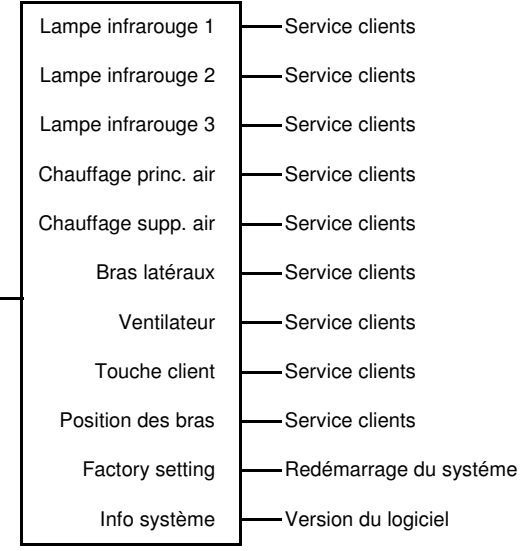 Lampe infrarouge 1 Service clients
Lampe infrarouge 2 Service clients
Lampe infrarouge 3 Service clients
Chauffage princ. air Service clients
Chauffage supp. air Service clients
Bras latéraux Service clients
Ventilateur Service clients
Touche client Service clients
Position des bras Service clients
Factory setting Redémarrage du systéme
Info système Version du logiciel